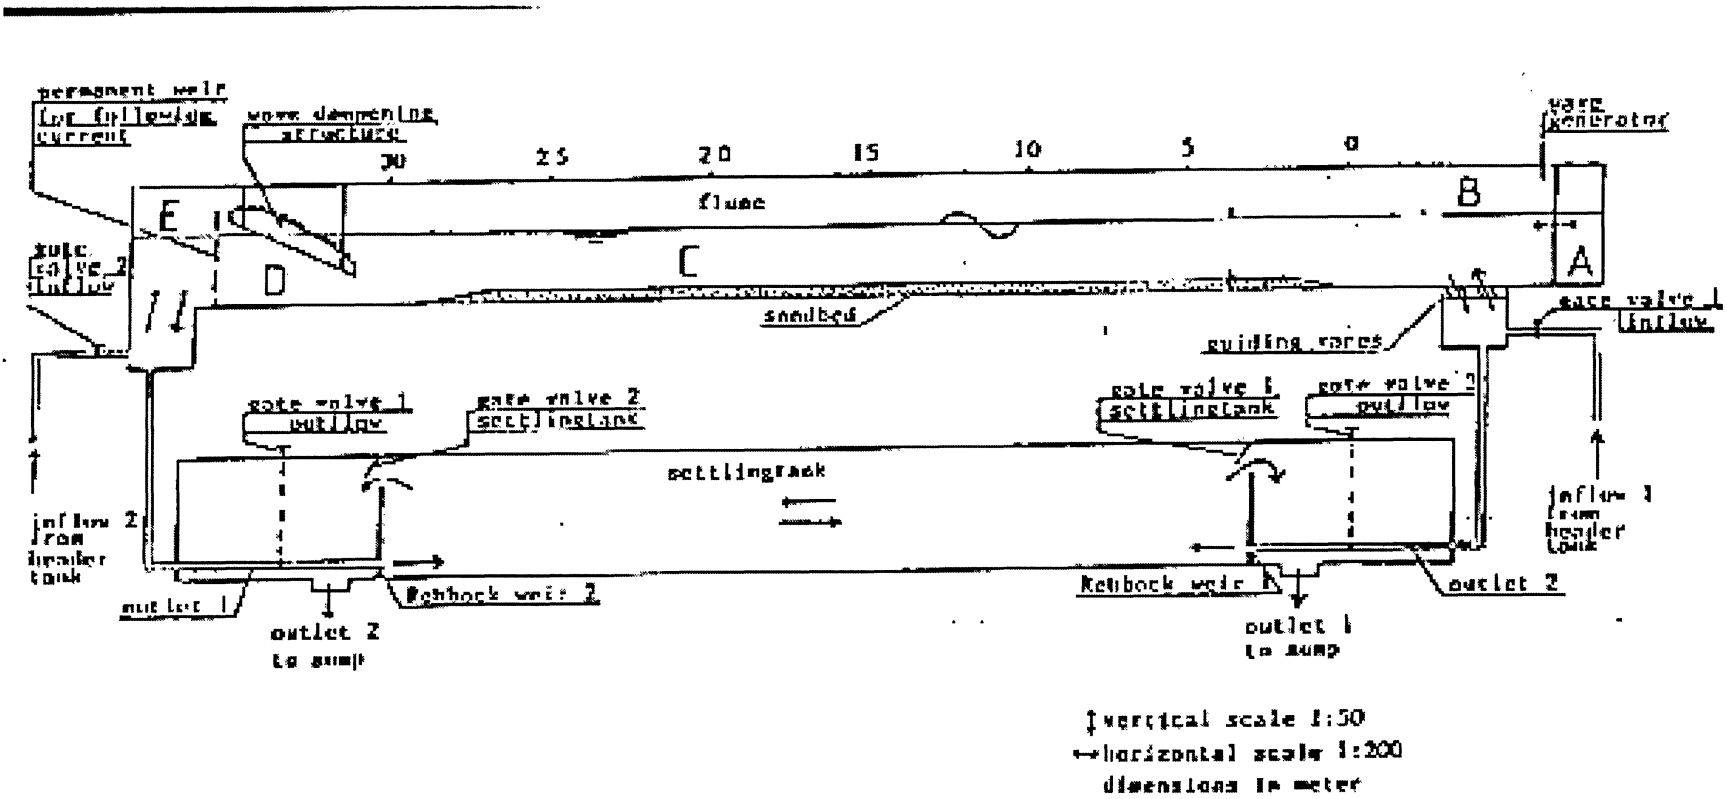 permanent weir
for following
current
wave dampening
structure
wave
generator
30
25
20
15
10
5
0
E
flume
B
gate
valve 2
inflow
D
C
A
sandbed
guiding vanes
gate valve 1
inflow
gate valve 1
outflow
gate valve 2
settlingtank
gate valve 1
settlingtank
gate valve 2
outflow
settlingtank
inflow 2
from
header
tank
inflow 1
from
header
tank
outlet 1
Rehbock weir 2
Rehbock weir 1
outlet 2
outlet 2
to sump
outlet 1
to sump
vertical scale 1:50
horizontal scale 1:200
dimensions in meter